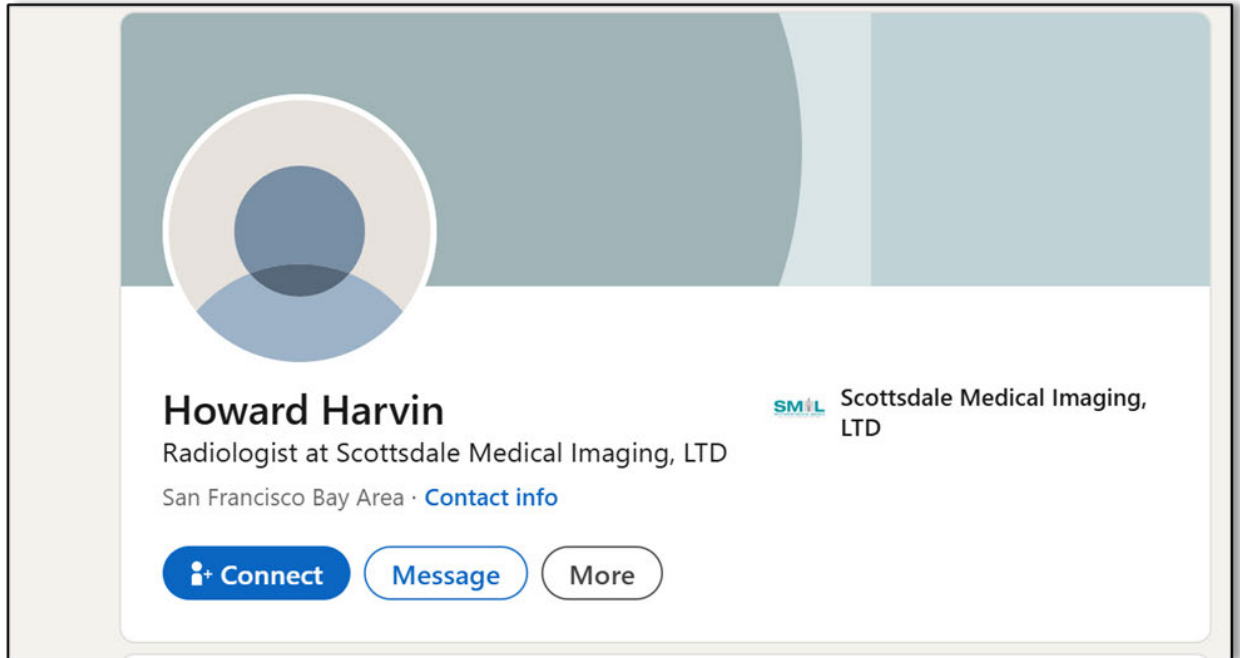 Howard Harvin
Radiologist at Scottsdale Medical Imaging, LTD
San Francisco Bay Area · Contact info
Connect
Message
More
SMIL
Scottsdale Medical Imaging,
LTD